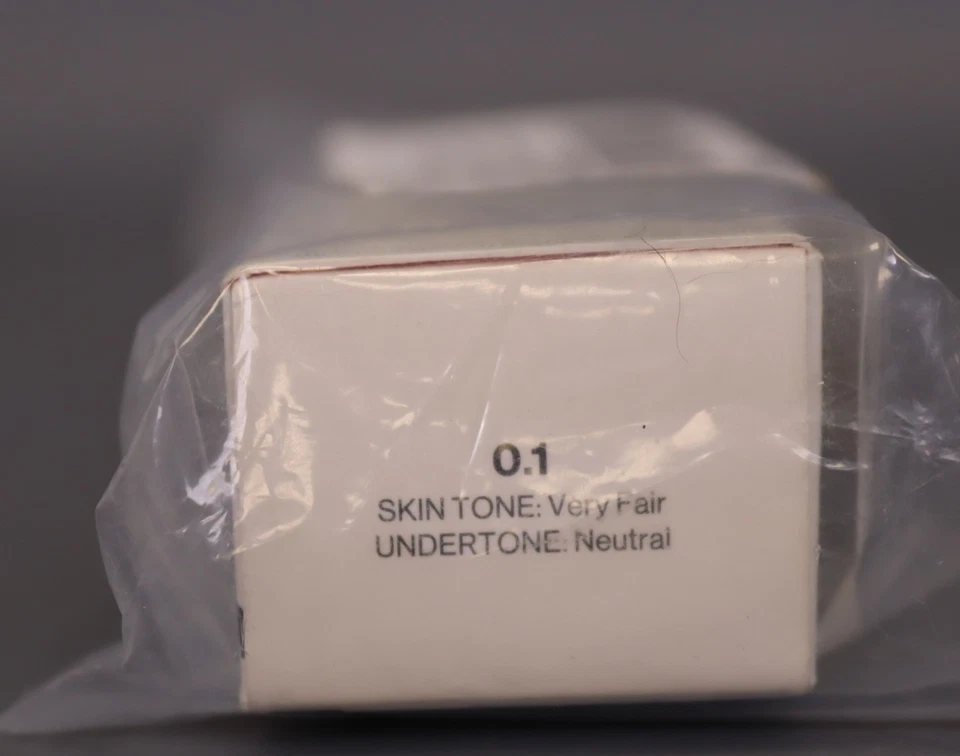 0.1
SKIN TONE: Very Fair
UNDERTONE: Neutral